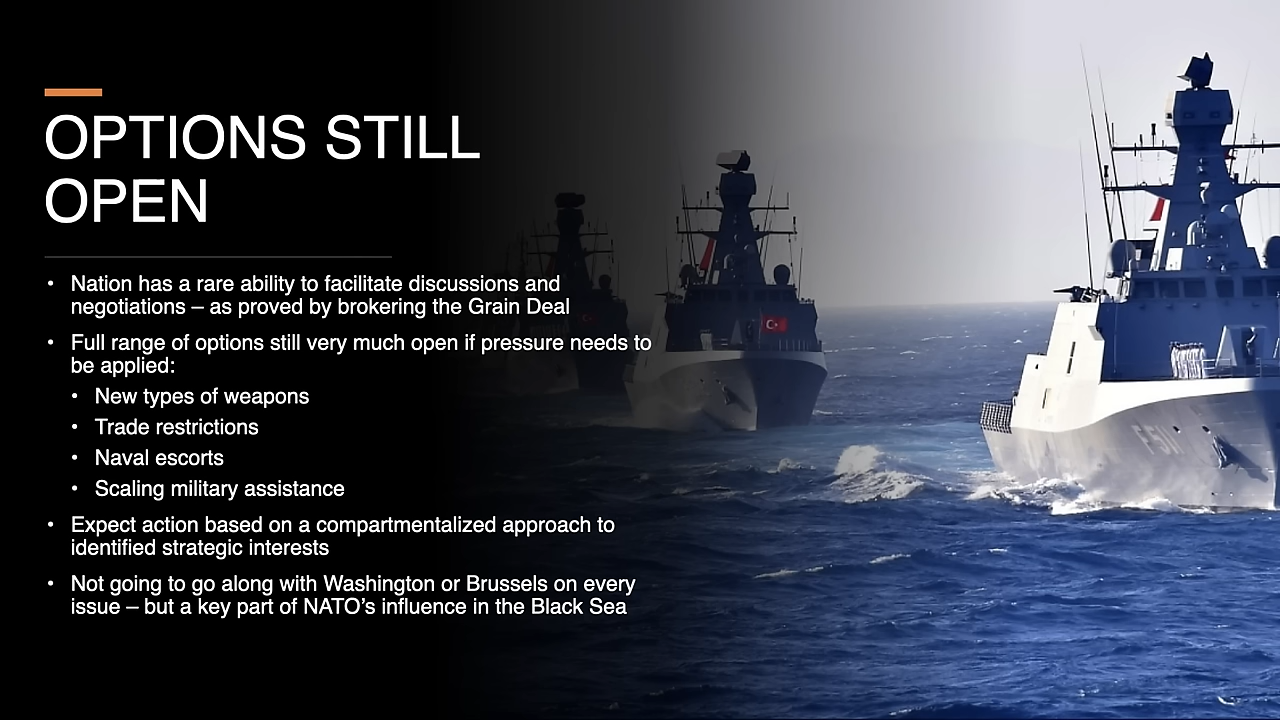 OPTIONS STILL
OPEN
• Nation has a rare ability to facilitate discussions and
negotiations – as proved by brokering the Grain Deal
• Full range of options still very much open if pressure needs to
be applied:
• New types of weapons
• Trade restrictions
• Naval escorts
• Scaling military assistance
• Expect action based on a compartmentalized approach to
identified strategic interests
• Not going to go along with Washington or Brussels on every
issue – but a key part of NATO’s influence in the Black Sea